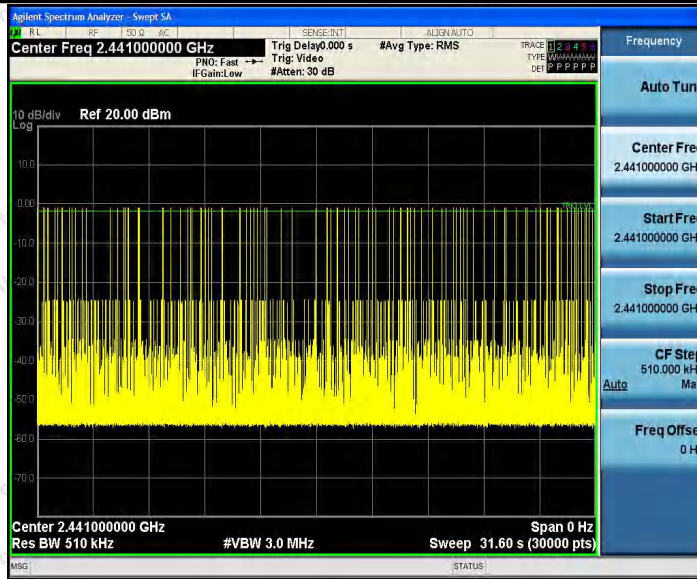 Agilent Spectrum Analyzer - Swept SA
RL RF 50 Ω AC SENSE:INT ALIGN AUTO
Center Freq 2.441000000 GHz
PNO: Fast
IFGain:Low
Trig Delay0.000 s
Trig: Video
#Atten: 30 dB
#Avg Type: RMS
TRACE 1 2 3 4 5 6
TYPE
DET P P P P P P
10 dB/div Ref 20.00 dBm
Log
10.0
0.00
-10.0
-20.0
-30.0
-40.0
-50.0
-60.0
-70.0
TRIG LVL
Center 2.441000000 GHz Span 0 Hz
Res BW 510 kHz #VBW 3.0 MHz Sweep 31.60 s (30000 pts)
MSG STATUS
Frequency
Auto Tun
Center Fre
2.441000000 GH
Start Fre
2.441000000 GH
Stop Fre
2.441000000 GH
CF Step
510.000 kH
Auto Ma
Freq Offse
0 H